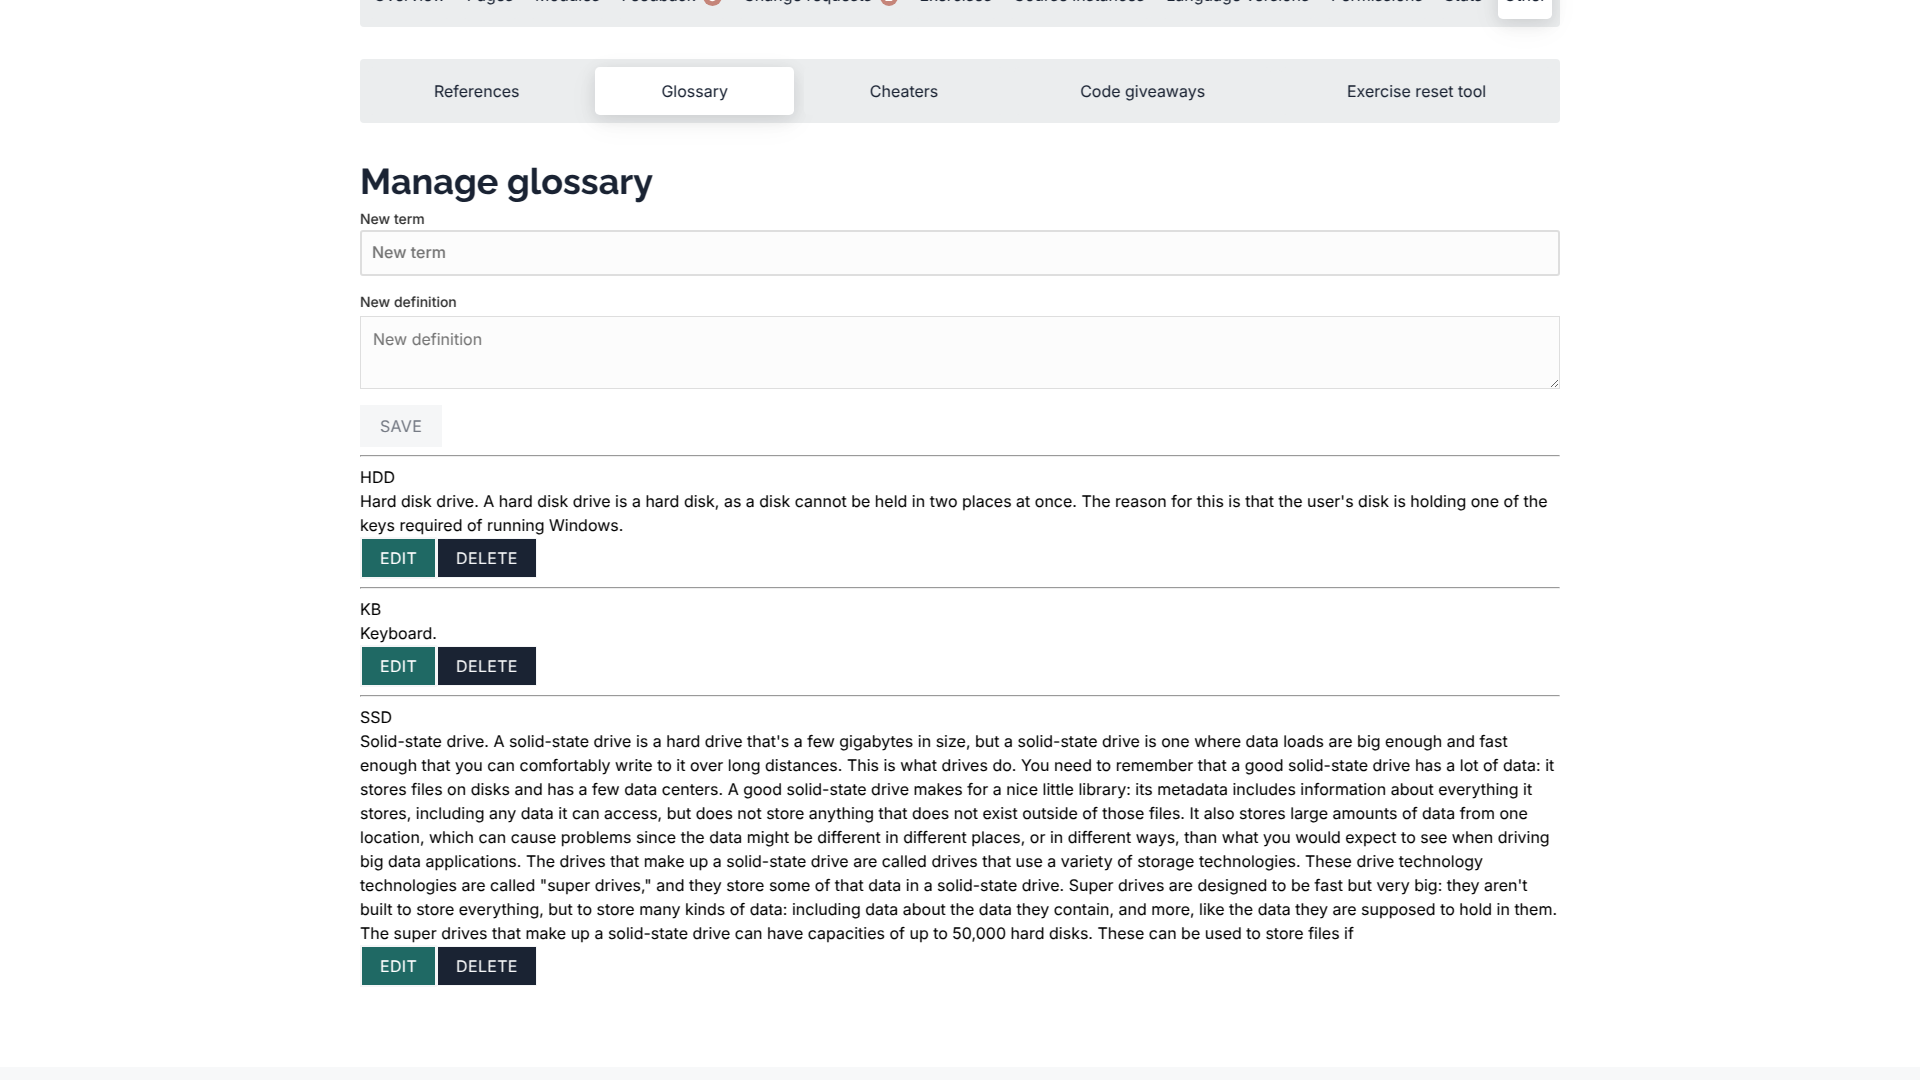 Overview Pages Modules Feedback Change requests Exercises Course instances Language versions Permissions Stats Other
References Glossary Cheaters Code giveaways Exercise reset tool
Manage glossary
New term
New term
New definition
New definition
SAVE
HDD
Hard disk drive. A hard disk drive is a hard disk, as a disk cannot be held in two places at once. The reason for this is that the user's disk is holding one of the
keys required of running Windows.
EDIT DELETE
KB
Keyboard.
EDIT DELETE
SSD
Solid-state drive. A solid-state drive is a hard drive that's a few gigabytes in size, but a solid-state drive is one where data loads are big enough and fast
enough that you can comfortably write to it over long distances. This is what drives do. You need to remember that a good solid-state drive has a lot of data: it
stores files on disks and has a few data centers. A good solid-state drive makes for a nice little library: its metadata includes information about everything it
stores, including any data it can access, but does not store anything that does not exist outside of those files. It also stores large amounts of data from one
location, which can cause problems since the data might be different in different places, or in different ways, than what you would expect to see when driving
big data applications. The drives that make up a solid-state drive are called drives that use a variety of storage technologies. These drive technology
technologies are called "super drives," and they store some of that data in a solid-state drive. Super drives are designed to be fast but very big: they aren't
built to store everything, but to store many kinds of data: including data about the data they contain, and more, like the data they are supposed to hold in them.
The super drives that make up a solid-state drive can have capacities of up to 50,000 hard disks. These can be used to store files if
EDIT DELETE